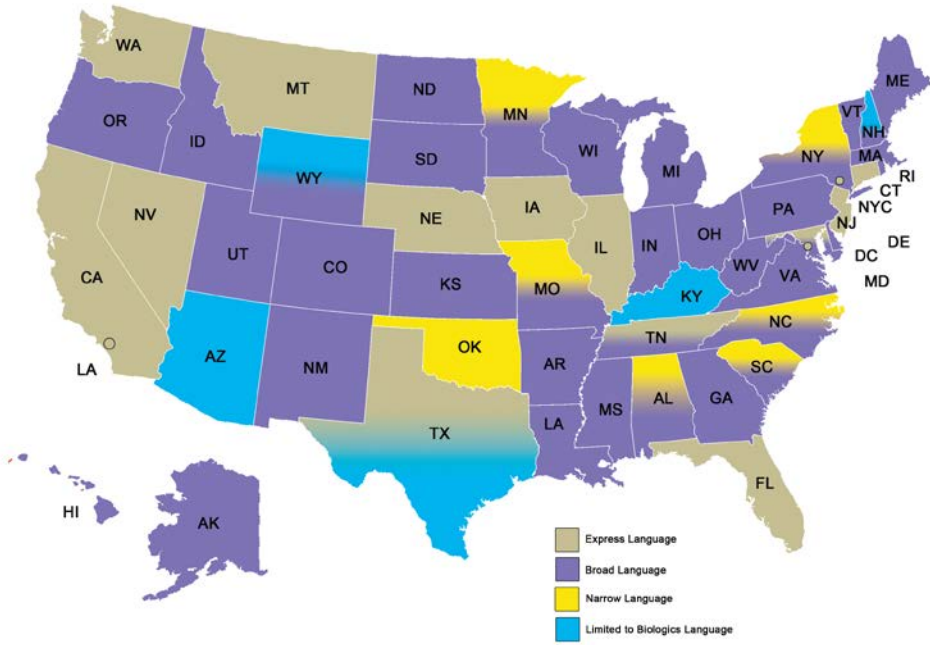 WA
MT
ND
MN
ME
OR
ID
VT
NH
WY
SD
WI
NY
MA
MI
RI
CT
NYC
NV
NE
IA
PA
NJ
CA
UT
CO
IL
IN
OH
DE
DC
WV
VA
MD
KS
MO
KY
NC
TN
AZ
NM
OK
AR
SC
LA
MS
AL
GA
LA
TX
FL
HI
AK
Express Language
Broad Language
Narrow Language
Limited to Biologics Language